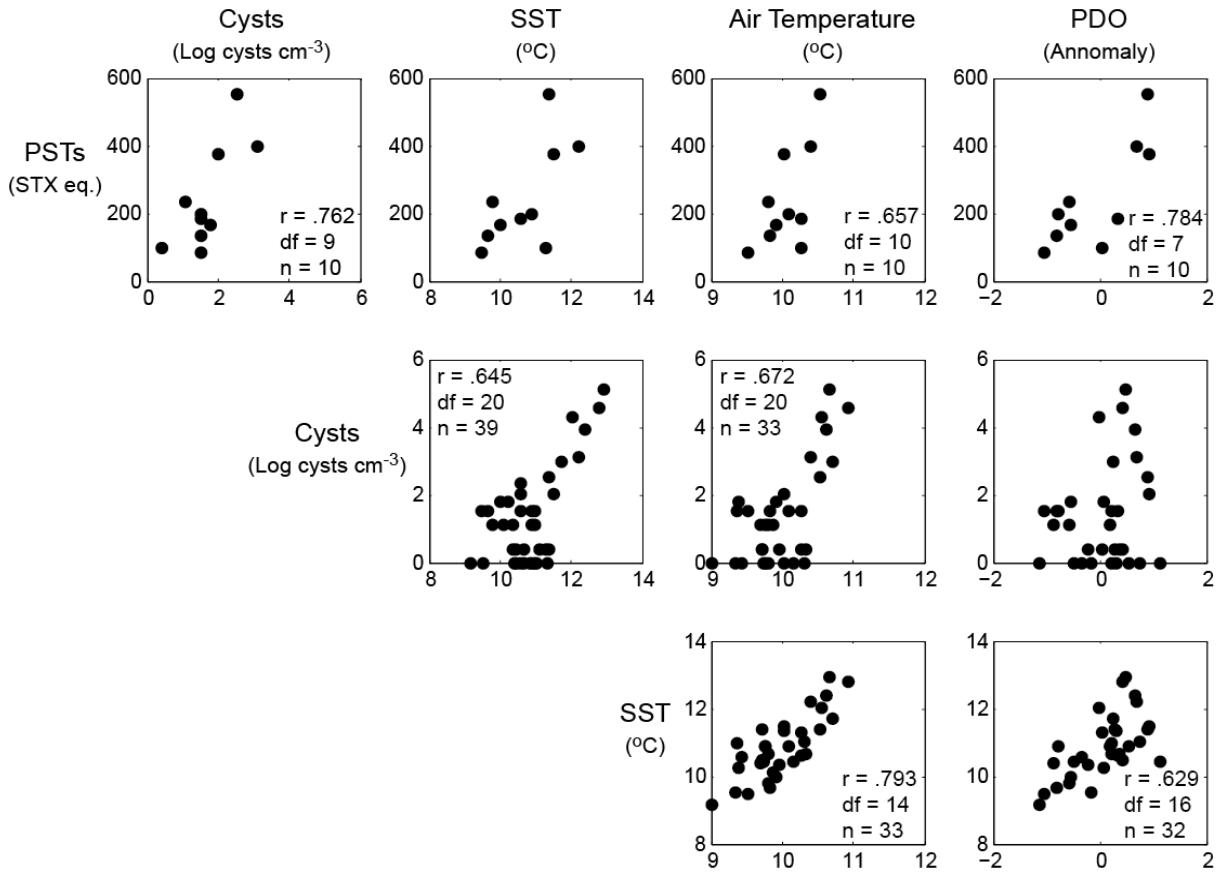 Cysts
(Log cysts cm-3)
SST
(ºC)
Air Temperature
(ºC)
PDO
(Annomaly)
PSTs
(STX eq.)
600
400
200
0
0
2
4
6
r = .762
df = 9
n = 10
600
400
200
0
8
10
12
14
600
400
200
0
9
10
11
12
r = .657
df = 10
n = 10
600
400
200
0
−2
0
2
r = .784
df = 7
n = 10
Cysts
(Log cysts cm-3)
6
4
2
0
8
10
12
14
r = .645
df = 20
n = 39
6
4
2
0
9
10
11
12
r = .672
df = 20
n = 33
6
4
2
0
−2
0
2
SST
(ºC)
14
12
10
8
9
10
11
12
r = .793
df = 14
n = 33
14
12
10
8
−2
0
2
r = .629
df = 16
n = 32